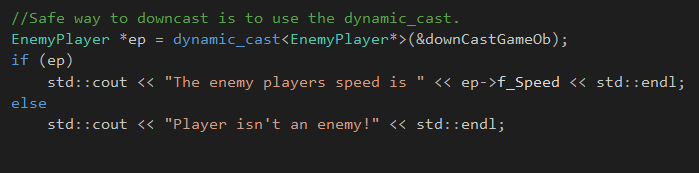 //Safe way to downcast is to use the dynamic_cast.
EnemyPlayer *ep = dynamic_cast<EnemyPlayer*>(&downCastGameOb);
if (ep)
    std::cout << "The enemy players speed is " << ep->f_Speed << std::endl;
else
    std::cout << "Player isn't an enemy!" << std::endl;